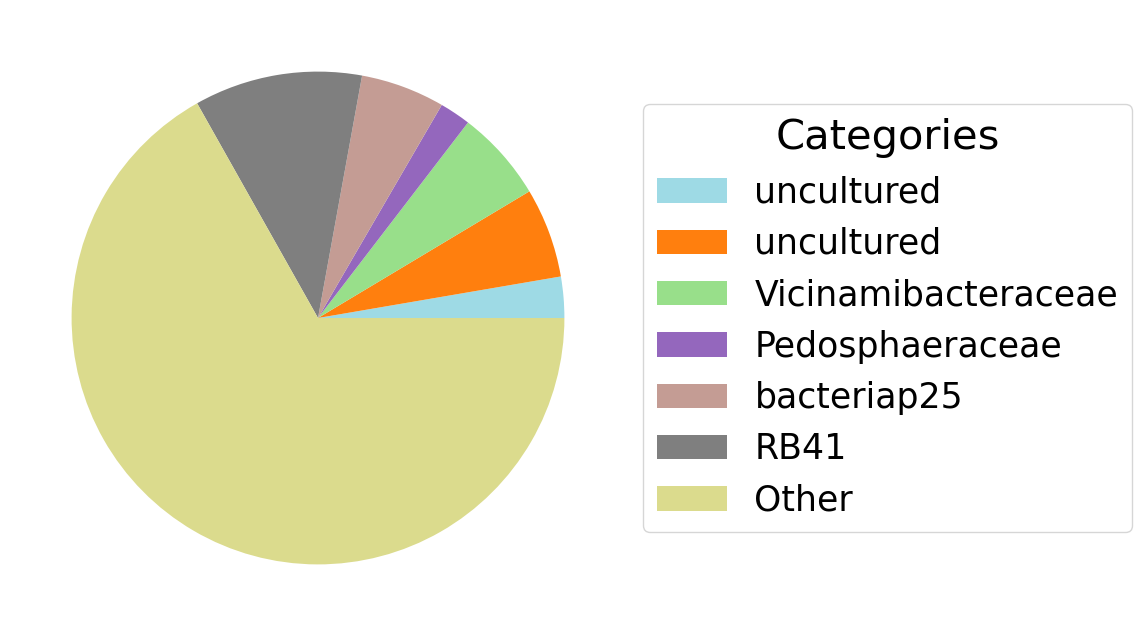 Categories
uncultured
uncultured
Vicinamibacteraceae
Pedosphaeraceae
bacteriap25
RB41
Other